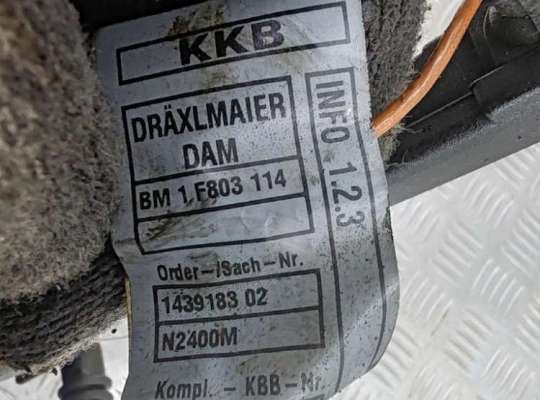 KKB
DRÄXLMAIER
DAM
BM 1 F803 114
INFO 1.2.3
Order-/Sach-Nr.
1439183 02
N2400M
Kompl. - KBB-Nr.